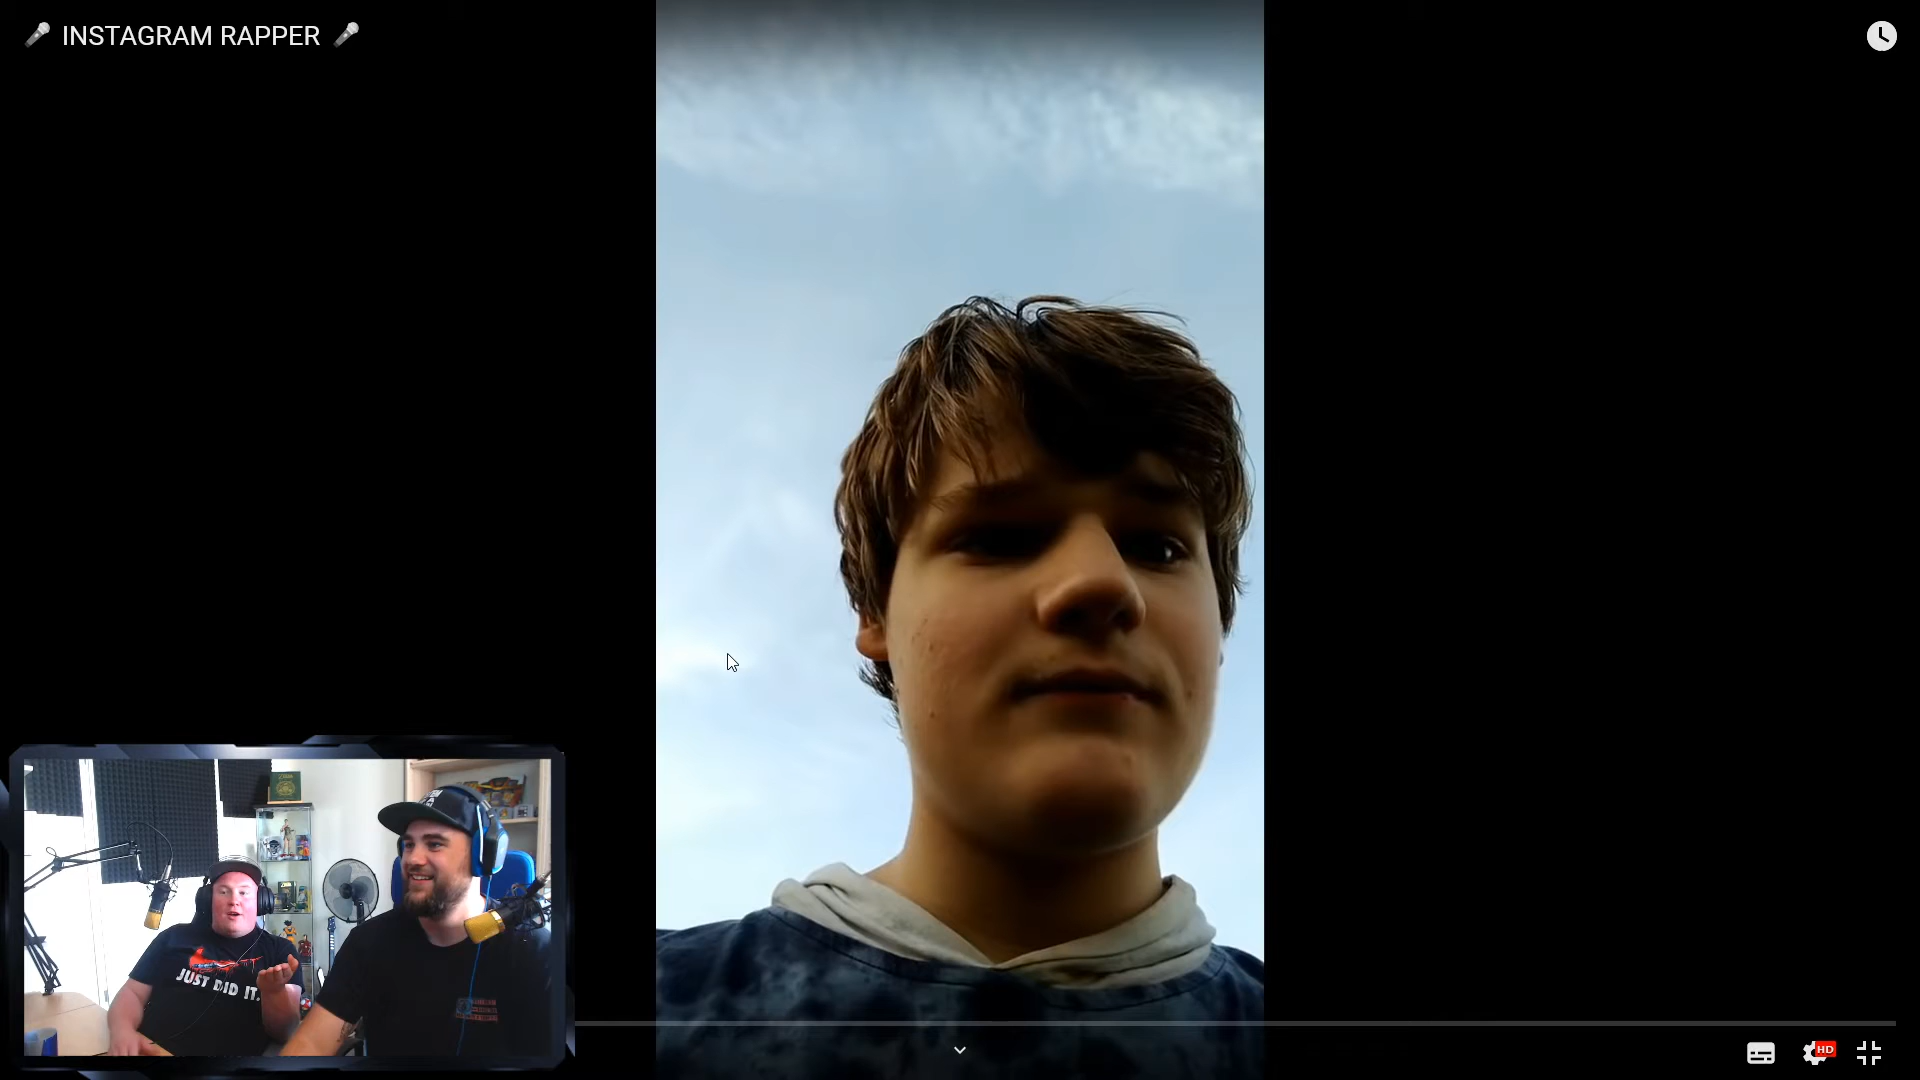 🎤 INSTAGRAM RAPPER 🎤
JUST DID IT.
HD